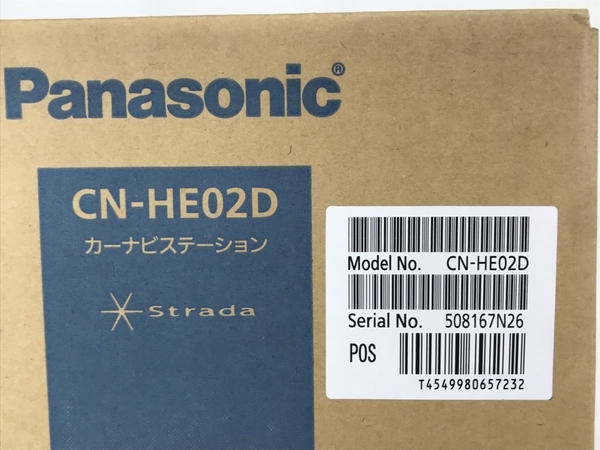 Panasonic®
CN-HE02D
カーナビステーション
Strada
Model No. CN-HE02D
Serial No. 508167N26
POS
T4549980657232